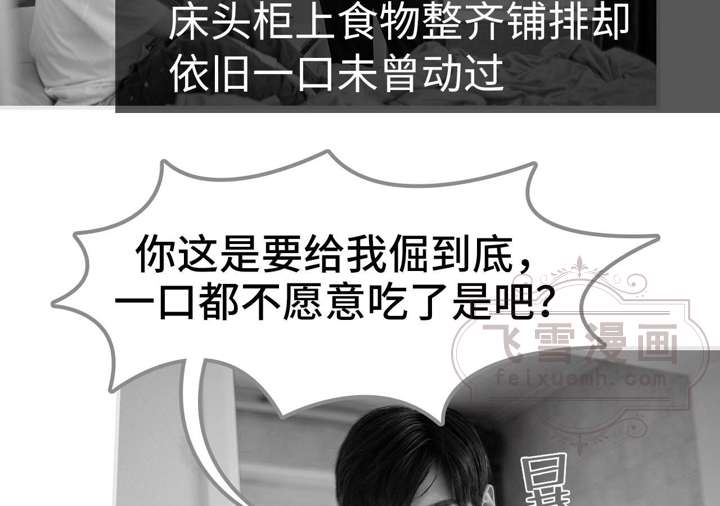 床头柜上食物整齐铺排却
依旧一口未曾动过
你这是要给我倔到底，
一口都不愿意吃了是吧？
飞雪漫画
feixuemh.com